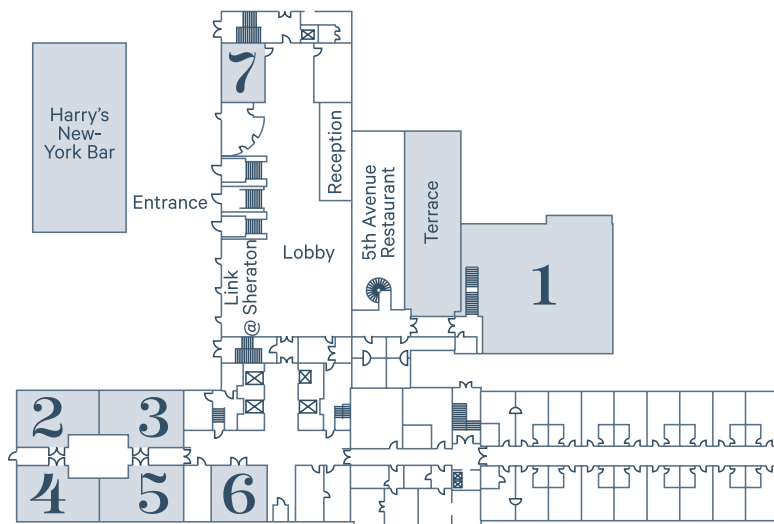 7
Harry's
New-
York Bar
Reception
5th Avenue
Restaurant
Terrace
Entrance
Lobby
Link
@ Sheraton
1
2
3
4
5
6